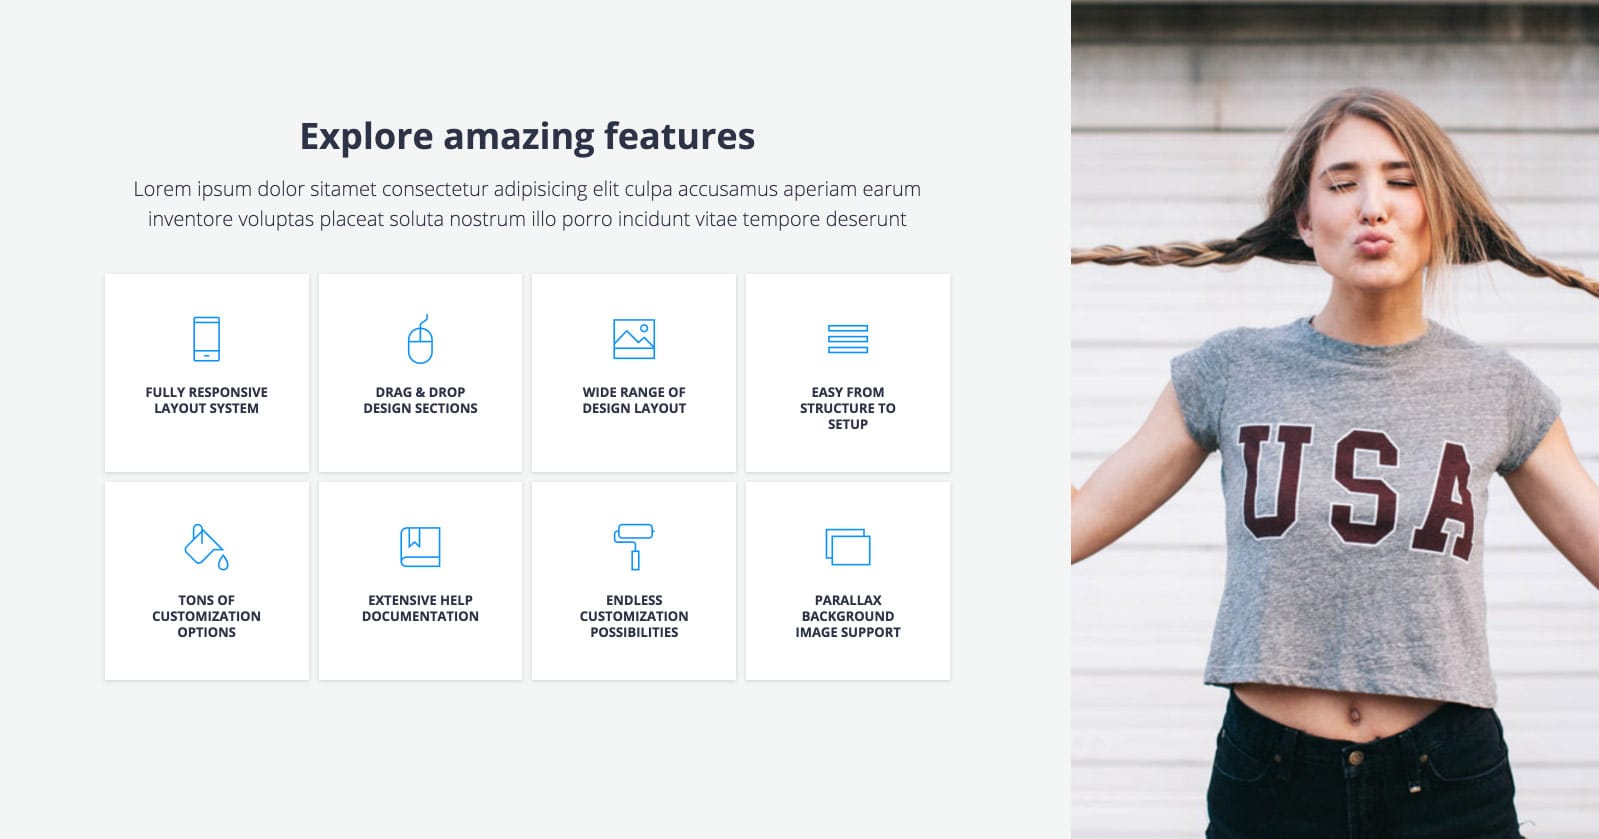 Explore amazing features
Lorem ipsum dolor sitamet consectetur adipisicing elit culpa accusamus aperiam earum
inventore voluptas placeat soluta nostrum illo porro incidunt vitae tempore deserunt
FULLY RESPONSIVE
LAYOUT SYSTEM
DRAG & DROP
DESIGN SECTIONS
WIDE RANGE OF
DESIGN LAYOUT
EASY FROM
STRUCTURE TO
SETUP
TONS OF
CUSTOMIZATION
OPTIONS
EXTENSIVE HELP
DOCUMENTATION
ENDLESS
CUSTOMIZATION
POSSIBILITIES
PARALLAX
BACKGROUND
IMAGE SUPPORT
USA